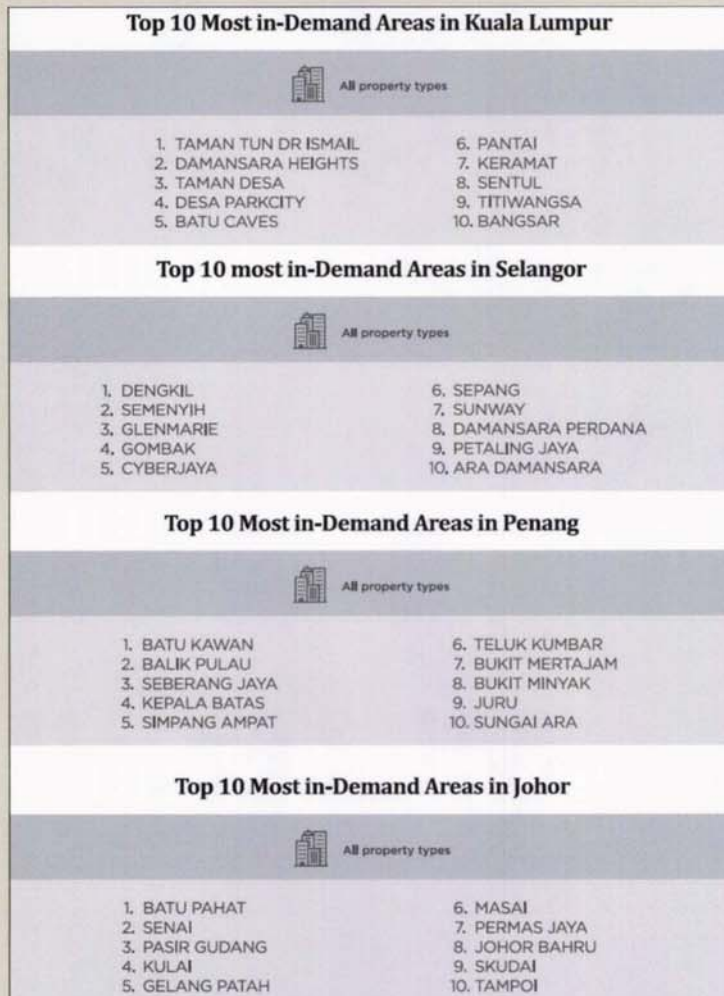 Top 10 Most in-Demand Areas in Kuala Lumpur
All property types
1. TAMAN TUN DR ISMAIL
2. DAMANSARA HEIGHTS
3. TAMAN DESA
4. DESA PARKCITY
5. BATU CAVES
6. PANTAI
7. KERAMAT
8. SENTUL
9. TITIWANGSA
10. BANGSAR
Top 10 most in-Demand Areas in Selangor
All property types
1. DENGKIL
2. SEMENYIH
3. GLENMARIE
4. GOMBAK
5. CYBERJAYA
6. SEPANG
7. SUNWAY
8. DAMANSARA PERDANA
9. PETALING JAYA
10. ARA DAMANSARA
Top 10 Most in-Demand Areas in Penang
All property types
1. BATU KAWAN
2. BALIK PULAU
3. SEBERANG JAYA
4. KEPALA BATAS
5. SIMPANG AMPAT
6. TELUK KUMBAR
7. BUKIT MERTAJAM
8. BUKIT MINYAK
9. JURU
10. SUNGAI ARA
Top 10 Most in-Demand Areas in Johor
All property types
1. BATU PAHAT
2. SENAI
3. PASIR GUDANG
4. KULAI
5. GELANG PATAH
6. MASAI
7. PERMAS JAYA
8. JOHOR BAHRU
9. SKUDAI
10. TAMPOI